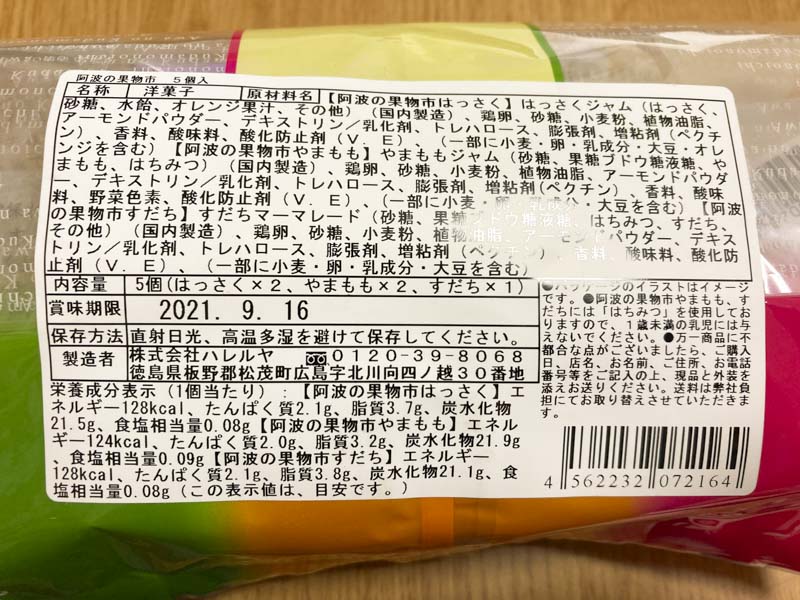 阿波の果物市 5個入
名称 洋菓子 原材料名 【阿波の果物市はっさく】はっさくジャム（はっさく、
砂糖、水飴、オレンジ果汁、その他）（国内製造）、鶏卵、砂糖、小麦粉、植物油脂、
アーモンドパウダー、デキストリン／乳化剤、トレハロース、膨張剤、増粘剤（ペクチ
ン）、香料、酸味料、酸化防止剤（V．E）、（一部に小麦・卵・乳成分・大豆・オレ
ンジを含む）【阿波の果物市やまもも】やまももジャム（砂糖、果糖ブドウ糖液糖、や
まもも、はちみつ）（国内製造）、鶏卵、砂糖、小麦粉、植物油脂、アーモンドパウダ
ー、デキストリン／乳化剤、トレハロース、膨張剤、増粘剤（ペクチン）、香料、酸味
料、野菜色素、酸化防止剤（V．E）、（一部に小麦・卵・乳成分・大豆を含む）【阿波
の果物市すだち】すだちマーマレード（砂糖、果糖ブドウ糖液糖、はちみつ、すだち、
その他）（国内製造）、鶏卵、砂糖、小麦粉、植物油脂、アーモンドパウダー、デキス
トリン／乳化剤、トレハロース、膨張剤、増粘剤（ペクチン）、香料、酸味料、酸化防
止剤（V．E）、（一部に小麦・卵・乳成分・大豆を含む）
内容量 5個（はっさく×2、やまもも×2、すだち×1）
賞味期限 2021. 9. 16
保存方法 直射日光、高温多湿を避けて保存してください。
製造者 株式会社ハレルヤ 0120-39-8068
徳島県板野郡松茂町広島字北川向四ノ越30番地
●パッケージのイラストはイメージ
です。●阿波の果物市やまもも、す
だちには「はちみつ」を使用してお
りますので、1歳未満の乳児には与
えないでください。●万一商品に不
都合な点がございましたら、ご購入
日、店名、お名前、ご住所、お電話
番号等をご記入の上、現品と外装を
添えお送りください。送料は弊社負
担にてお取り替えさせていただきま
す。
栄養成分表示（1個当たり）：【阿波の果物市はっさく】エ
ネルギー128kcal、たんぱく質2.1g、脂質3.7g、炭水化物
21.5g、食塩相当量0.08g【阿波の果物市やまもも】エネル
ギー124kcal、たんぱく質2.0g、脂質3.2g、炭水化物21.9g
、食塩相当量0.09g【阿波の果物市すだち】エネルギー
128kcal、たんぱく質2.1g、脂質3.8g、炭水化物21.1g、食
塩相当量0.08g（この表示値は、目安です。）
4 562232 072164